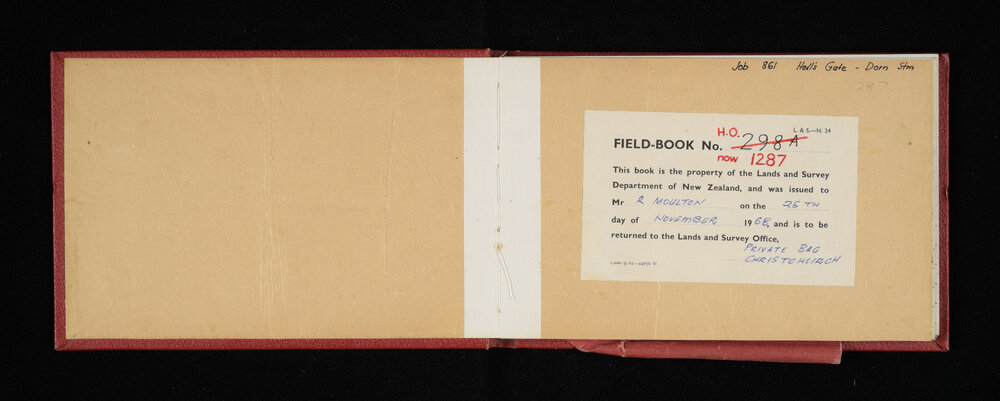 Job 861 Hell's Gate - Dorn Stm
1287
L. & S.—N. 24
H.O.
FIELD-BOOK No. 298A
now 1287
This book is the property of the Lands and Survey
Department of New Zealand, and was issued to
Mr R MOULTON on the 25TH
day of NOVEMBER 1968, and is to be
returned to the Lands and Survey Office,
PRIVATE BAG
CHRISTCHURCH